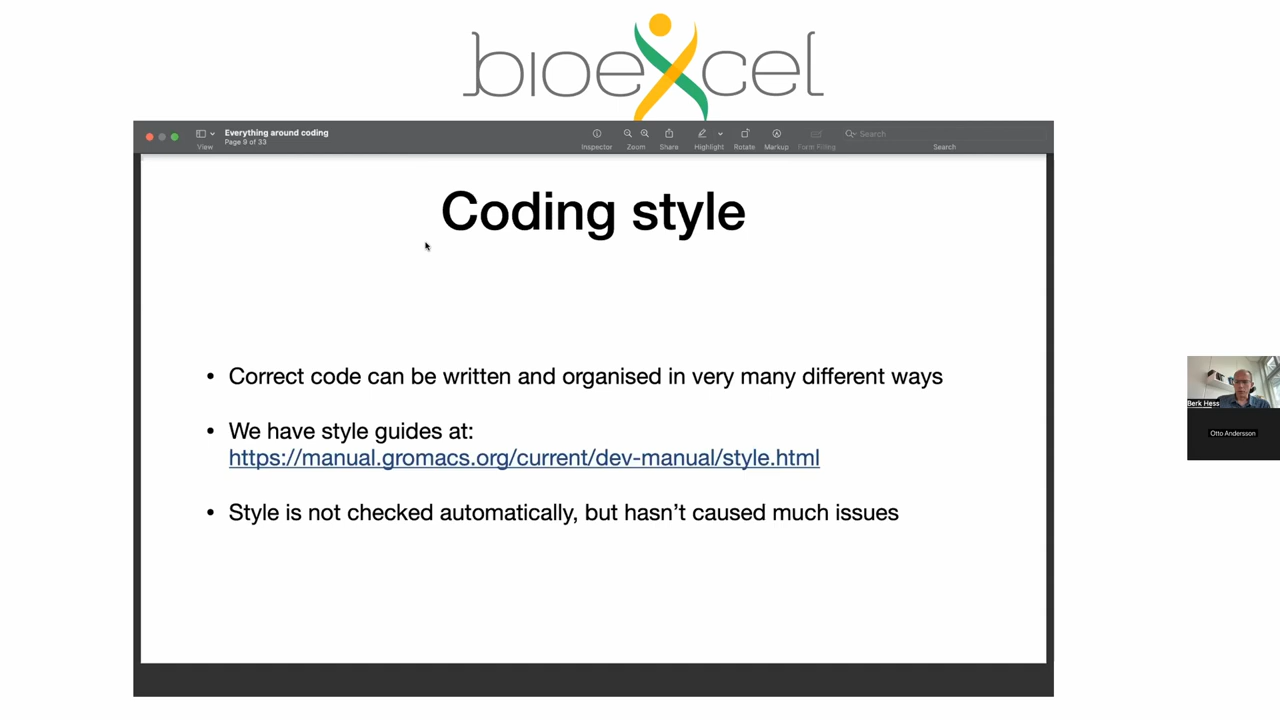 bioexcel
Everything around coding
Page 9 of 33
View
Inspector
Zoom
Share
Highlight
Rotate
Markup
Form Filling
Search
Search
Coding style
• Correct code can be written and organised in very many different ways
• We have style guides at:
https://manual.gromacs.org/current/dev-manual/style.html
• Style is not checked automatically, but hasn't caused much issues
Berk Hess
Otto Andersson